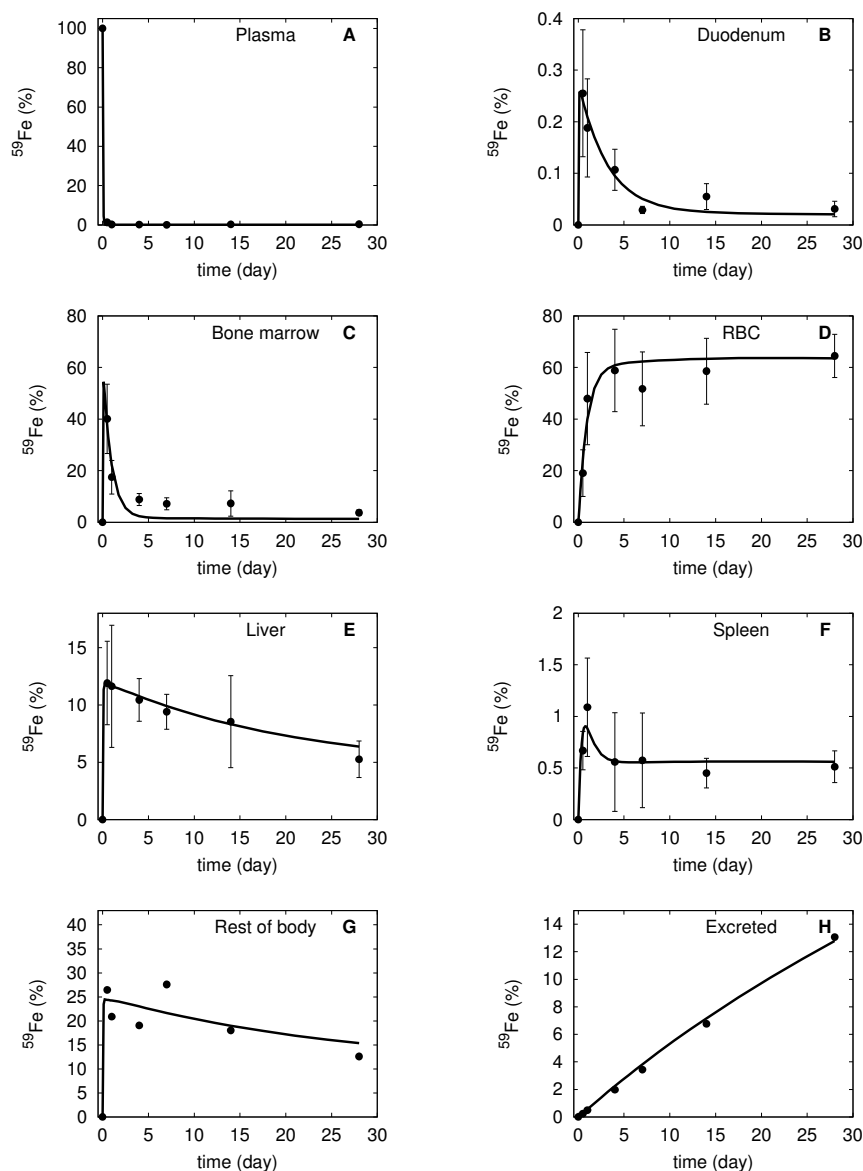 Plasma A
100
80
60
40
20
0
⁵⁹Fe (%)
0 5 10 15 20 25 30
time (day)
Duodenum B
0.4
0.3
0.2
0.1
0
⁵⁹Fe (%)
0 5 10 15 20 25 30
time (day)
Bone marrow C
80
60
40
20
0
⁵⁹Fe (%)
0 5 10 15 20 25 30
time (day)
RBC D
80
60
40
20
0
⁵⁹Fe (%)
0 5 10 15 20 25 30
time (day)
Liver E
15
10
5
0
⁵⁹Fe (%)
0 5 10 15 20 25 30
time (day)
Spleen F
2
1.5
1
0.5
0
⁵⁹Fe (%)
0 5 10 15 20 25 30
time (day)
Rest of body G
40
35
30
25
20
15
10
5
0
⁵⁹Fe (%)
0 5 10 15 20 25 30
time (day)
Excreted H
14
12
10
8
6
4
2
0
⁵⁹Fe (%)
0 5 10 15 20 25 30
time (day)